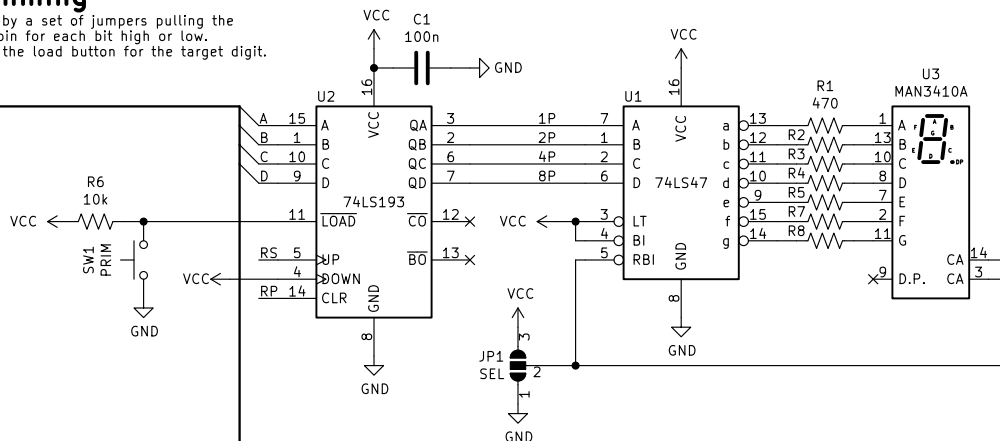 by a set of jumpers pulling the
pin for each bit high or low.
the load button for the target digit.
VCC
C1
100n
GND
16
U2
VCC
A 15 A
B 1 B
C 10 C
D 9 D
QA 3 1P
QB 2 2P
QC 6 4P
QD 7 8P
74LS193
R6
10k
VCC
11 LOAD
CO 12
BO 13
SW1
PRIM
RS 5 UP
VCC 4 DOWN
RP 14 CLR
GND
8
GND
GND
VCC
16
U1
VCC
7 A
1 B
2 C
6 D
74LS47
VCC
3 LT
4 BI
5 RBI
GND
8
GND
a 13
b 12
c 11
d 10
e 9
f 15
g 14
R1
470
R2
R3
R4
R5
R7
R8
U3
MAN3410A
1 A
13 B
10 C
8 D
7 E
2 F
11 G
9 D.P.
CA 14
CA 3
A
F
B
G
E
C
D
DP
VCC
3
JP1
SEL
2
1
GND